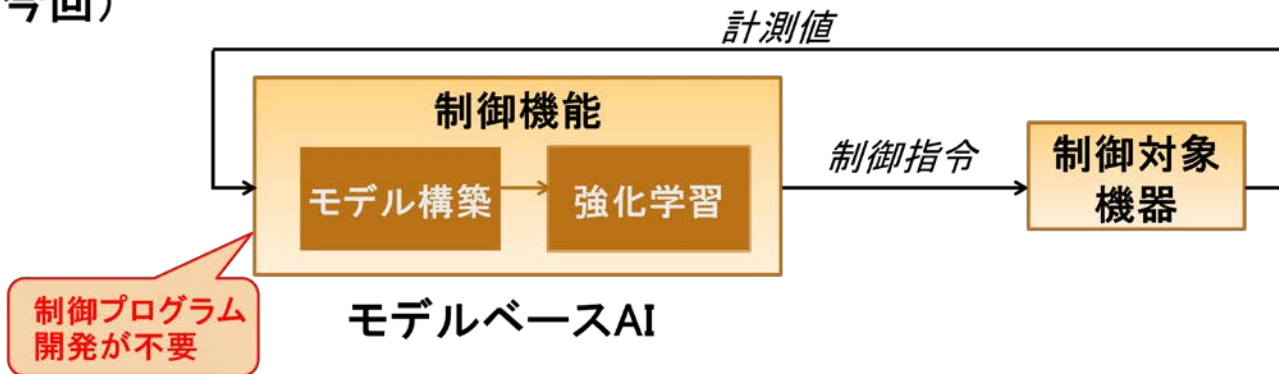 今回）
計測値
制御機能
モデル構築
強化学習
制御指令
制御対象
機器
制御プログラム
開発が不要
モデルベースAI